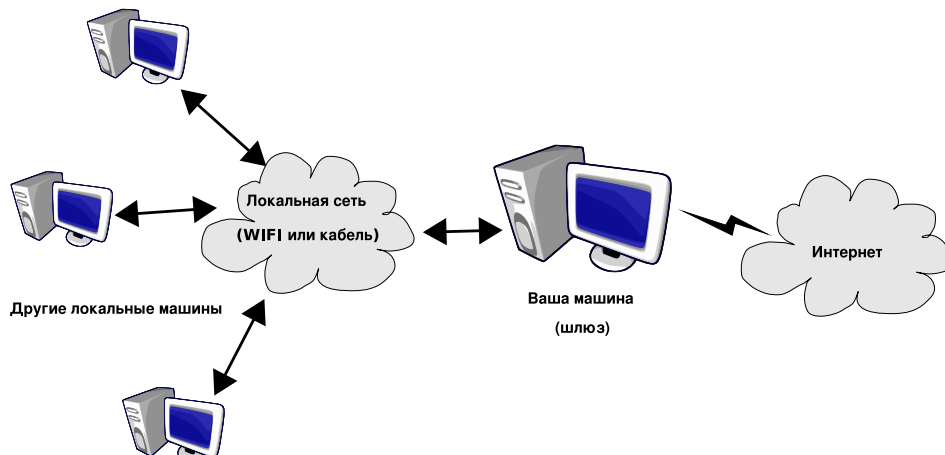 Локальная сеть
(WIFI или кабель)
Интернет
Другие локальные машины
Ваша машина
(шлюз)